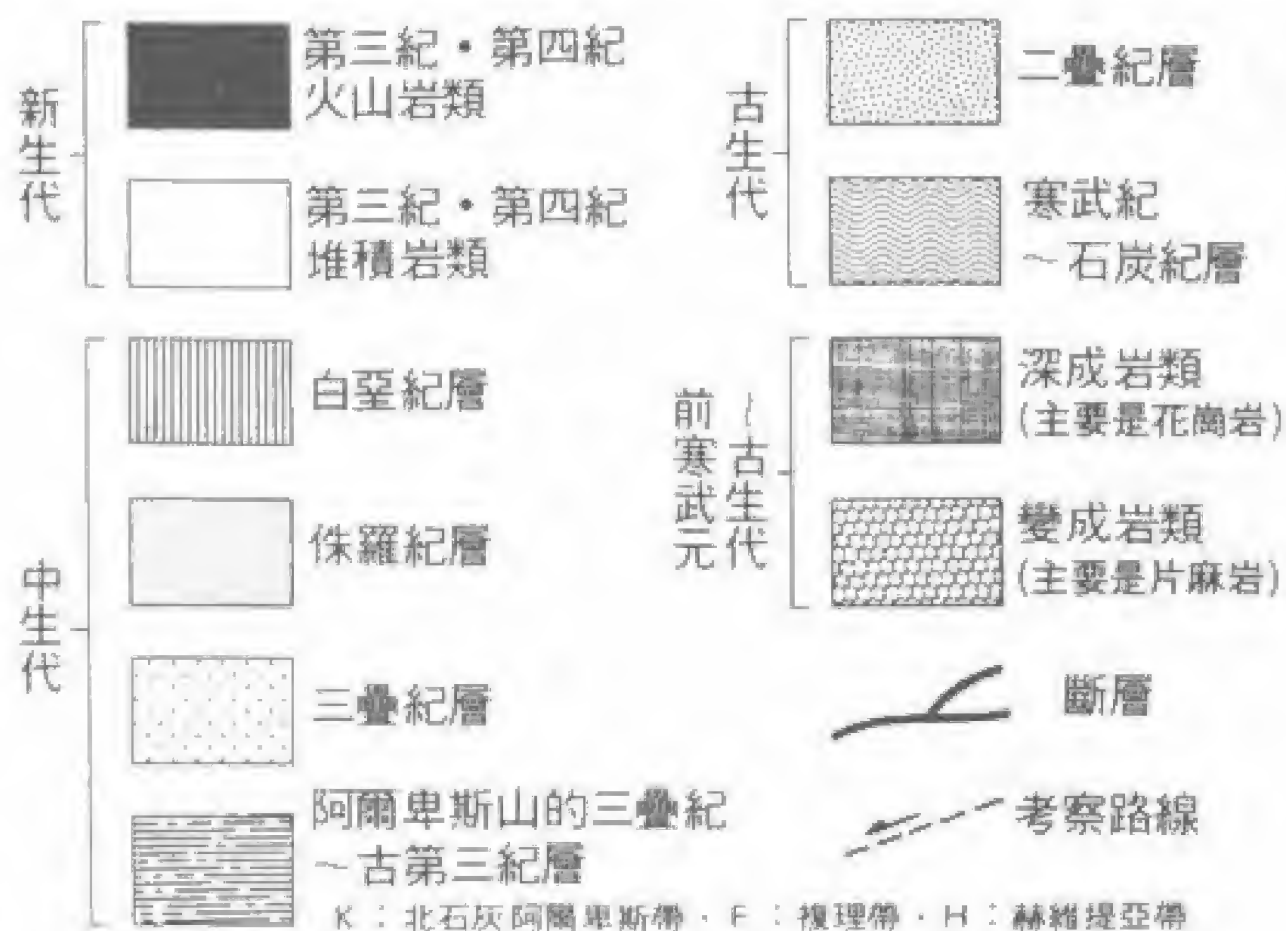 新生代
第三紀・第四紀
火山岩類
第三紀・第四紀
堆積岩類
中生代
白堊紀層
侏羅紀層
三疊紀層
阿爾卑斯山的三疊紀
～古第三紀層
古生代
二疊紀層
寒武紀
～石炭紀層
前寒武元
～古生代
深成岩類
(主要是花崗岩)
變成岩類
(主要是片麻岩)
斷層
考察路線
K：北石灰阿爾卑斯帶・F：複理帶・H：赫維提亞帶